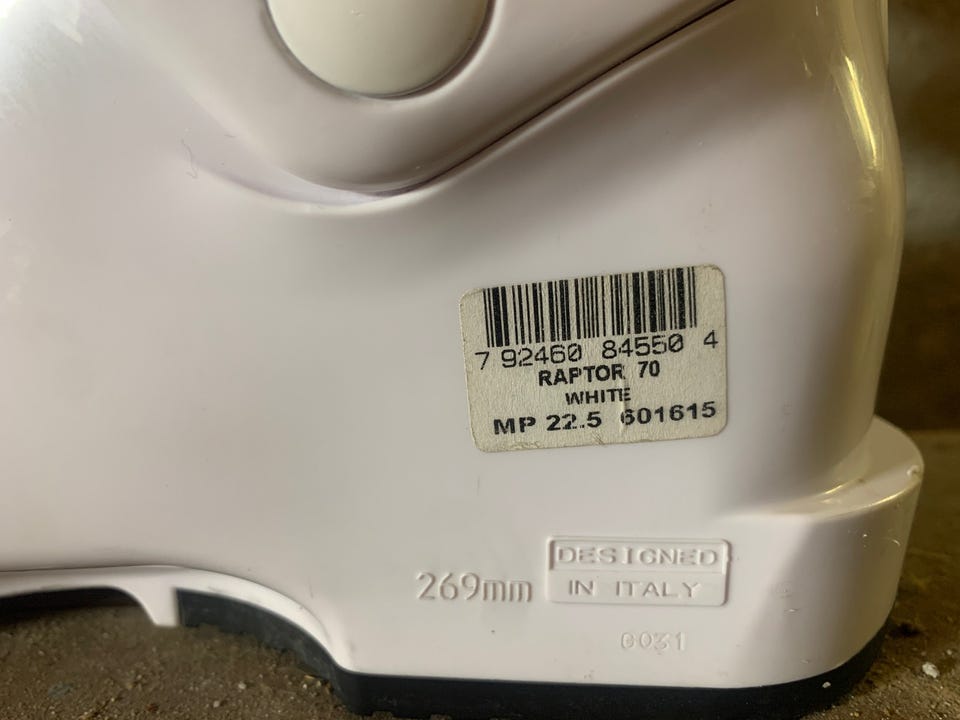 7 92460 84550 4
RAPTOR 70
WHITE
MP 22.5 601615
269mm
DESIGNED
IN ITALY
0031